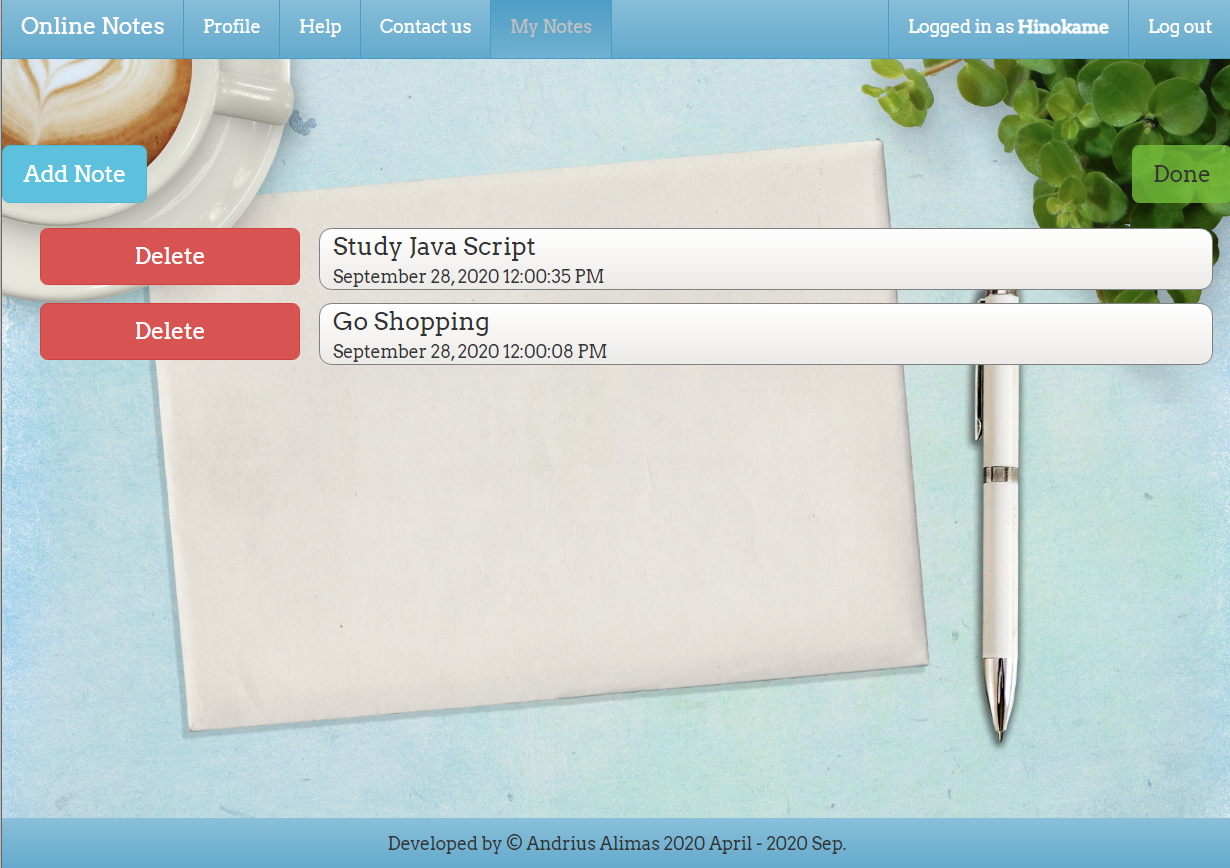 Online Notes Profile Help Contact us My Notes Logged in as Hinokame Log out
Add Note Done
Delete
Study Java Script
September 28, 2020 12:00:35 PM
Delete
Go Shopping
September 28, 2020 12:00:08 PM
Developed by © Andrius Alimas 2020 April - 2020 Sep.